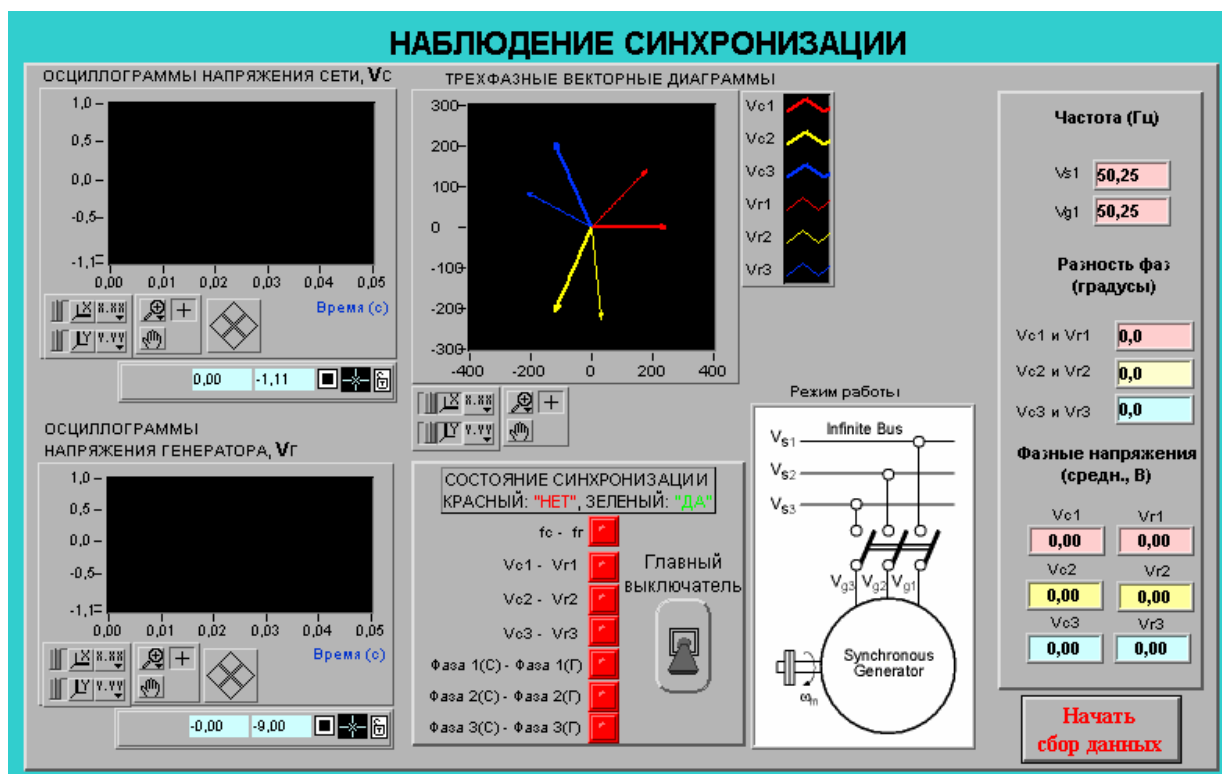 НАБЛЮДЕНИЕ СИНХРОНИЗАЦИИ
ОСЦИЛЛОГРАММЫ НАПРЯЖЕНИЯ СЕТИ, Vс
1,0
0,5
0,0
-0,5
-1,1
0,00 0,01 0,02 0,03 0,04 0,05
Время (с)
X X.XX
Y Y.YY
0,00 -1,11
ОСЦИЛЛОГРАММЫ
НАПРЯЖЕНИЯ ГЕНЕРАТОРА, Vг
1,0
0,5
0,0
-0,5
-1,1
0,00 0,01 0,02 0,03 0,04 0,05
Время (с)
X X.XX
Y Y.YY
-0,00 -9,00
ТРЕХФАЗНЫЕ ВЕКТОРНЫЕ ДИАГРАММЫ
300
200
100
0
-100
-200
-300
-400 -200 0 200 400
X X.XX
Y Y.YY
Vc1
Vc2
Vc3
Vr1
Vr2
Vr3
СОСТОЯНИЕ СИНХРОНИЗАЦИИ
КРАСНЫЙ: "НЕТ", ЗЕЛЕНЫЙ: "ДА"
fc - fr
Vc1 - Vr1
Vc2 - Vr2
Vc3 - Vr3
Фаза 1(С) - Фаза 1(Г)
Фаза 2(С) - Фаза 2(Г)
Фаза 3(С) - Фаза 3(Г)
Главный
выключатель
Режим работы
Infinite Bus
Vs1
Vs2
Vs3
Vg3 Vg2 Vg1
Synchronous
Generator
ωm
Частота (Гц)
Vs1 50,25
Vg1 50,25
Разность фаз
(градусы)
Vc1 и Vr1 0,0
Vc2 и Vr2 0,0
Vc3 и Vr3 0,0
Фазные напряжения
(средн., В)
Vc1 Vr1
0,00 0,00
Vc2 Vr2
0,00 0,00
Vc3 Vr3
0,00 0,00
Начать
сбор данных